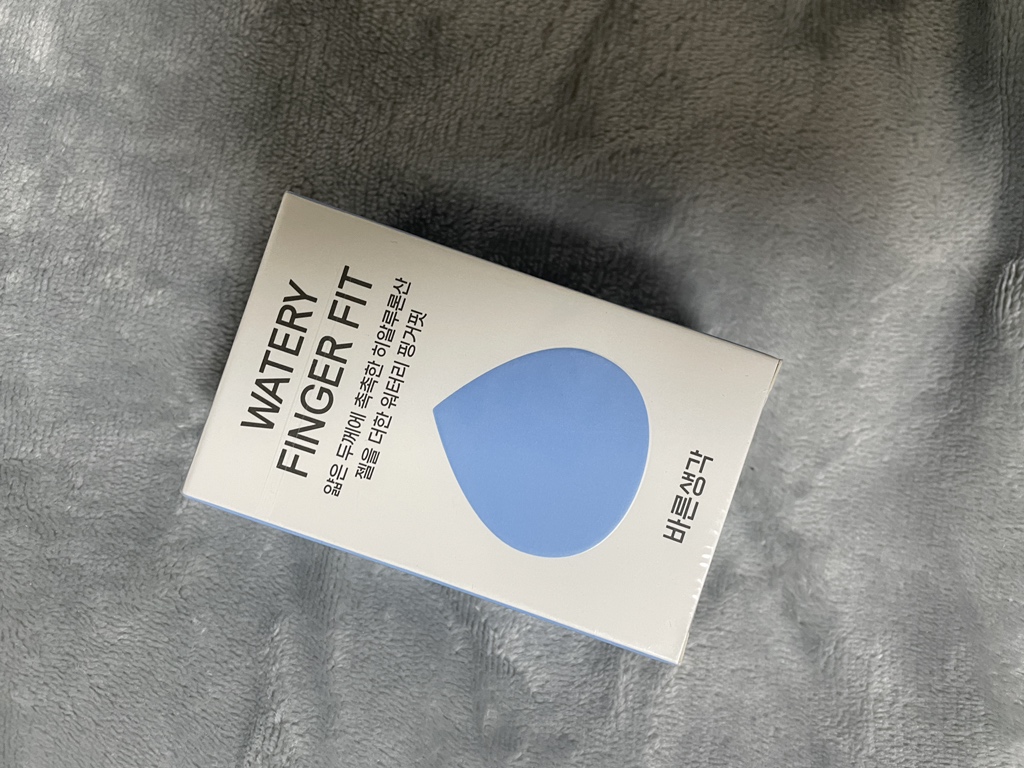 WATERY
FINGER FIT
얇은 두께에 촉촉한 히알루론산
젤을 더한 워터리 핑거핏
바른생각